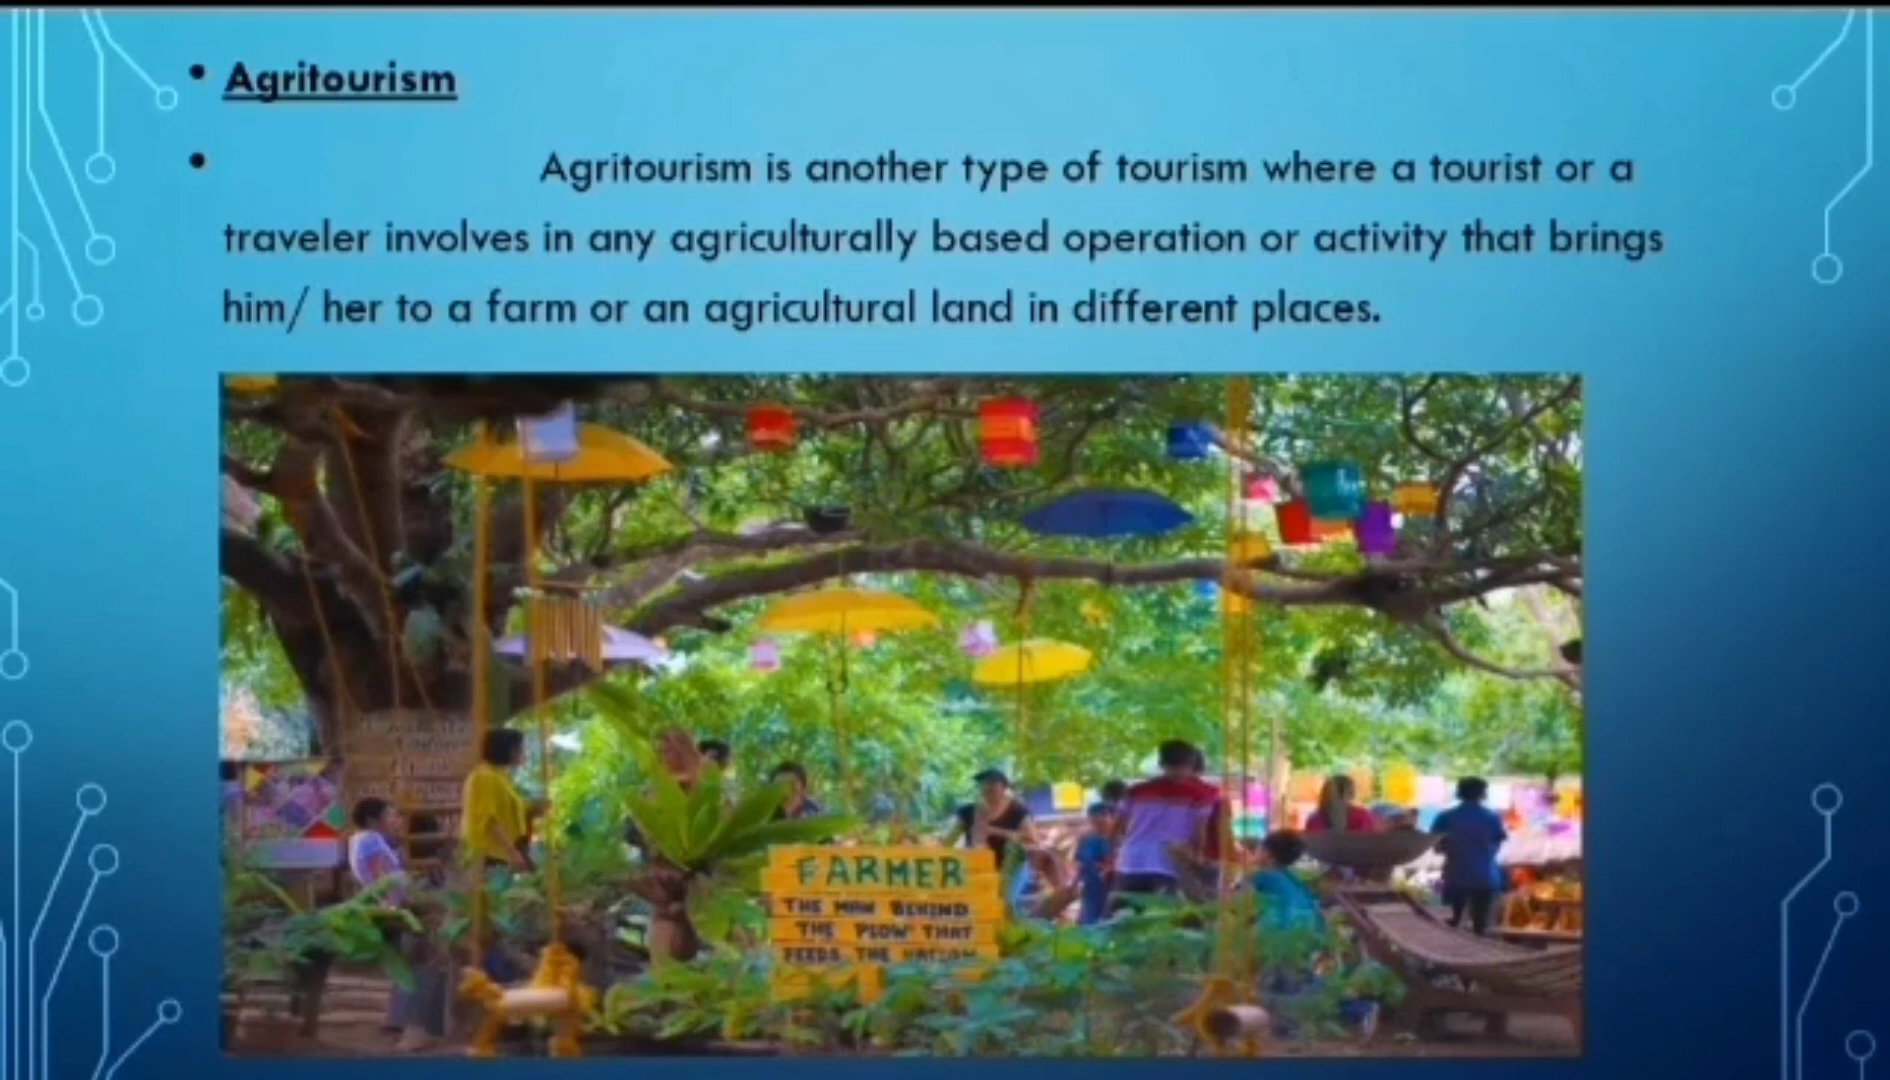 • Agritourism
• Agritourism is another type of tourism where a tourist or a
traveler involves in any agriculturally based operation or activity that brings
him/ her to a farm or an agricultural land in different places.
FARMER
THE MAN BEHIND
THE PLOW THAT
FEEDS THE NATION